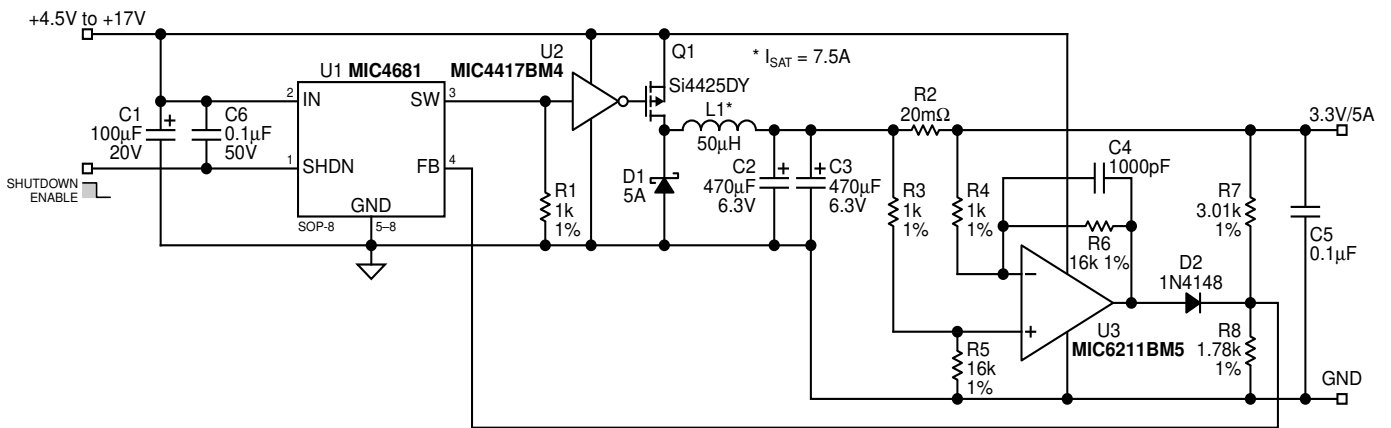 +4.5V to +17V
SHUTDOWN
ENABLE
C1
100µF
20V
+
C6
0.1µF
50V
U1 MIC4681
2
IN
SW
3
1
SHDN
FB
4
GND
SOP-8
5–8
R1
1k
1%
U2
MIC4417BM4
Q1
Si4425DY
* ISAT = 7.5A
L1*
50µH
D1
5A
C2
470µF
6.3V
+
C3
470µF
6.3V
+
R2
20mΩ
R3
1k
1%
R4
1k
1%
C4
1000pF
R6
16k 1%
−
+
U3
MIC6211BM5
R5
16k
1%
D2
1N4148
R7
3.01k
1%
R8
1.78k
1%
C5
0.1µF
3.3V/5A
GND